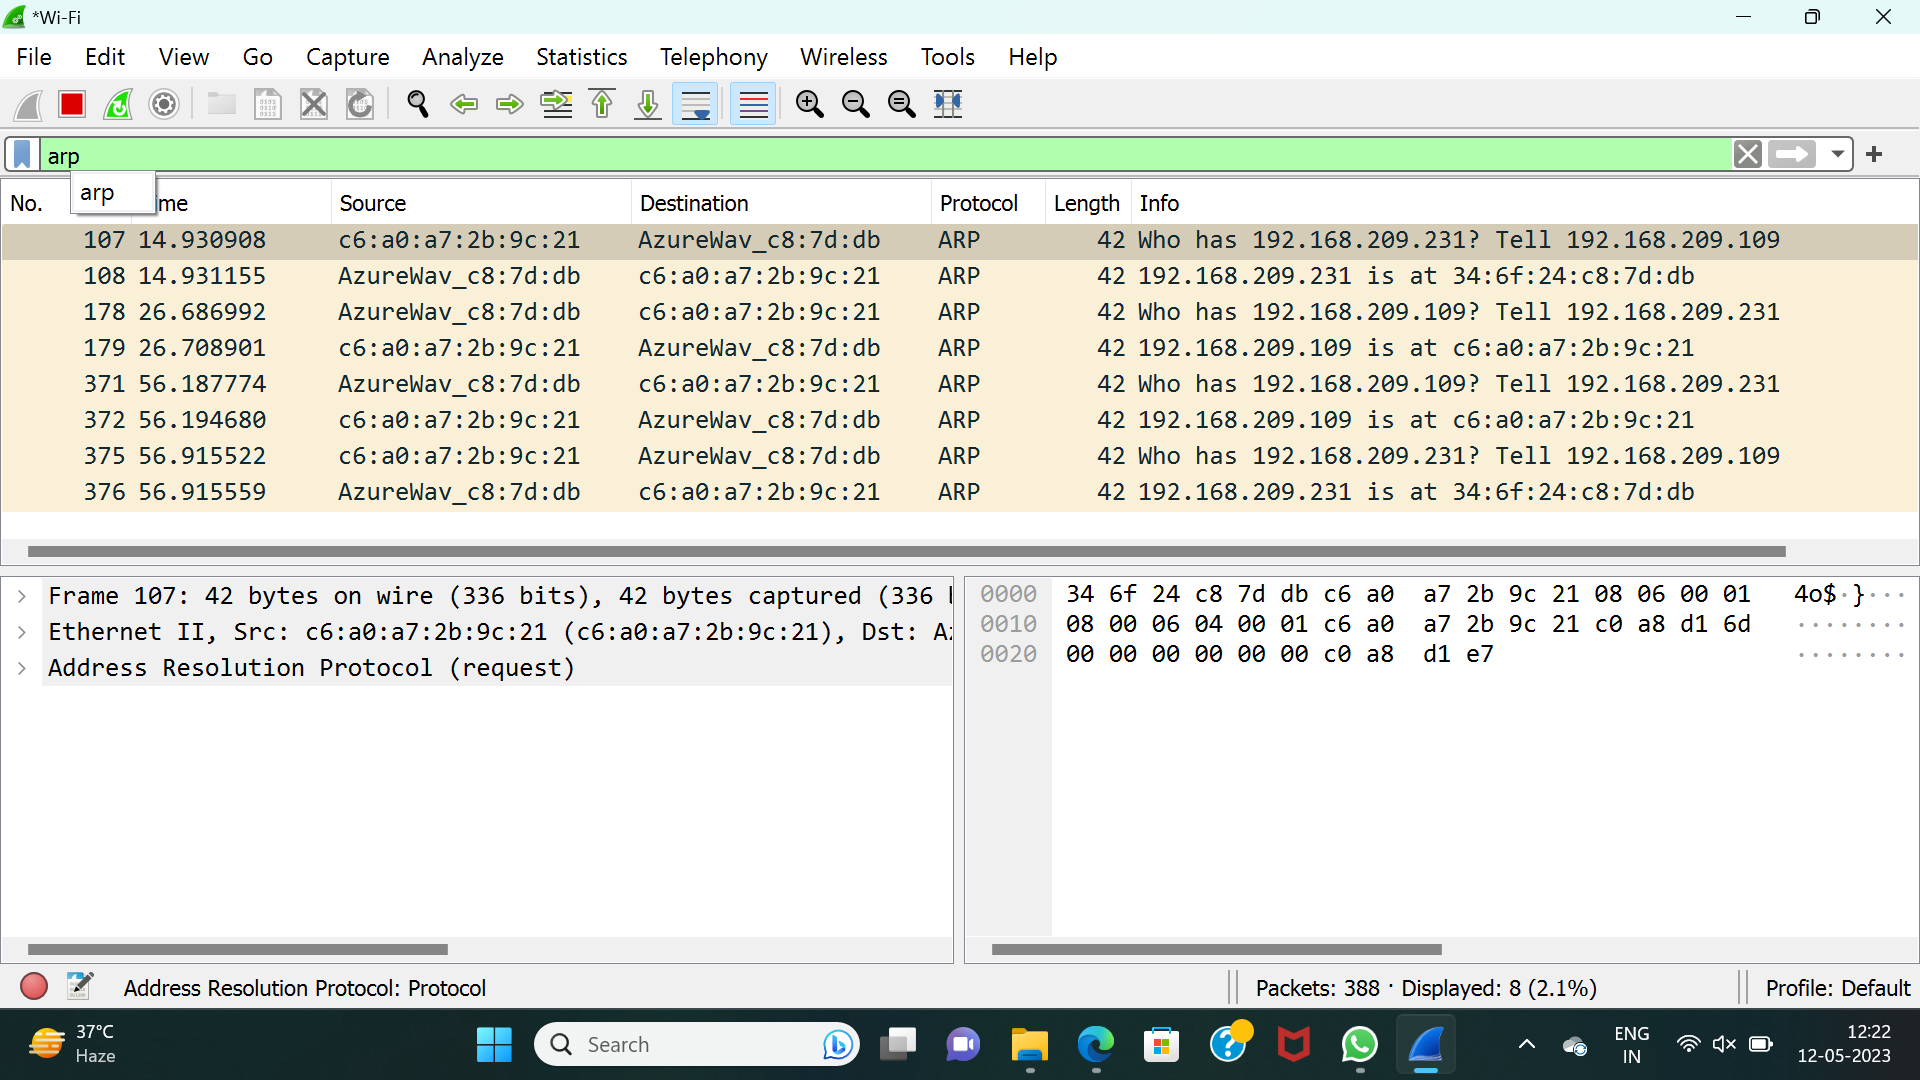 *Wi-Fi
File Edit View Go Capture Analyze Statistics Telephony Wireless Tools Help
arp
arp
No. me Source Destination Protocol Length Info
107 14.930908 c6:a0:a7:2b:9c:21 AzureWav_c8:7d:db ARP 42 Who has 192.168.209.231? Tell 192.168.209.109
108 14.931155 AzureWav_c8:7d:db c6:a0:a7:2b:9c:21 ARP 42 192.168.209.231 is at 34:6f:24:c8:7d:db
178 26.686992 AzureWav_c8:7d:db c6:a0:a7:2b:9c:21 ARP 42 Who has 192.168.209.109? Tell 192.168.209.231
179 26.708901 c6:a0:a7:2b:9c:21 AzureWav_c8:7d:db ARP 42 192.168.209.109 is at c6:a0:a7:2b:9c:21
371 56.187774 AzureWav_c8:7d:db c6:a0:a7:2b:9c:21 ARP 42 Who has 192.168.209.109? Tell 192.168.209.231
372 56.194680 c6:a0:a7:2b:9c:21 AzureWav_c8:7d:db ARP 42 192.168.209.109 is at c6:a0:a7:2b:9c:21
375 56.915522 c6:a0:a7:2b:9c:21 AzureWav_c8:7d:db ARP 42 Who has 192.168.209.231? Tell 192.168.209.109
376 56.915559 AzureWav_c8:7d:db c6:a0:a7:2b:9c:21 ARP 42 192.168.209.231 is at 34:6f:24:c8:7d:db
Frame 107: 42 bytes on wire (336 bits), 42 bytes captured (336
Ethernet II, Src: c6:a0:a7:2b:9c:21 (c6:a0:a7:2b:9c:21), Dst:
Address Resolution Protocol (request)
0000 34 6f 24 c8 7d db c6 a0 a7 2b 9c 21 08 06 00 01 4o$·}···
0010 08 00 06 04 00 01 c6 a0 a7 2b 9c 21 c0 a8 d1 6d ········
0020 00 00 00 00 00 00 c0 a8 d1 e7 ········
Address Resolution Protocol: Protocol
Packets: 388 · Displayed: 8 (2.1%)
Profile: Default
37°C
Haze
Search
ENG
IN
12:22
12-05-2023